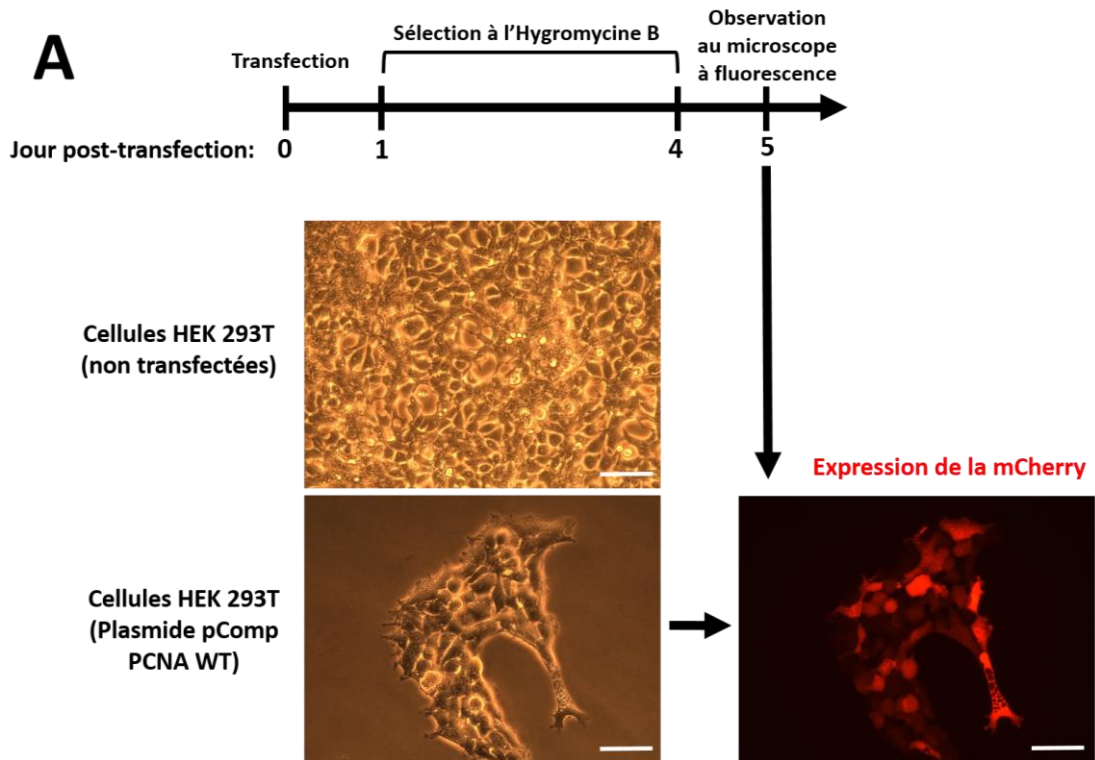 A
Transfection
Sélection à l'Hygromycine B
Observation
au microscope
à fluorescence
Jour post-transfection: 0 1 4 5
Cellules HEK 293T
(non transfectées)
Expression de la mCherry
Cellules HEK 293T
(Plasmide pComp
PCNA WT)